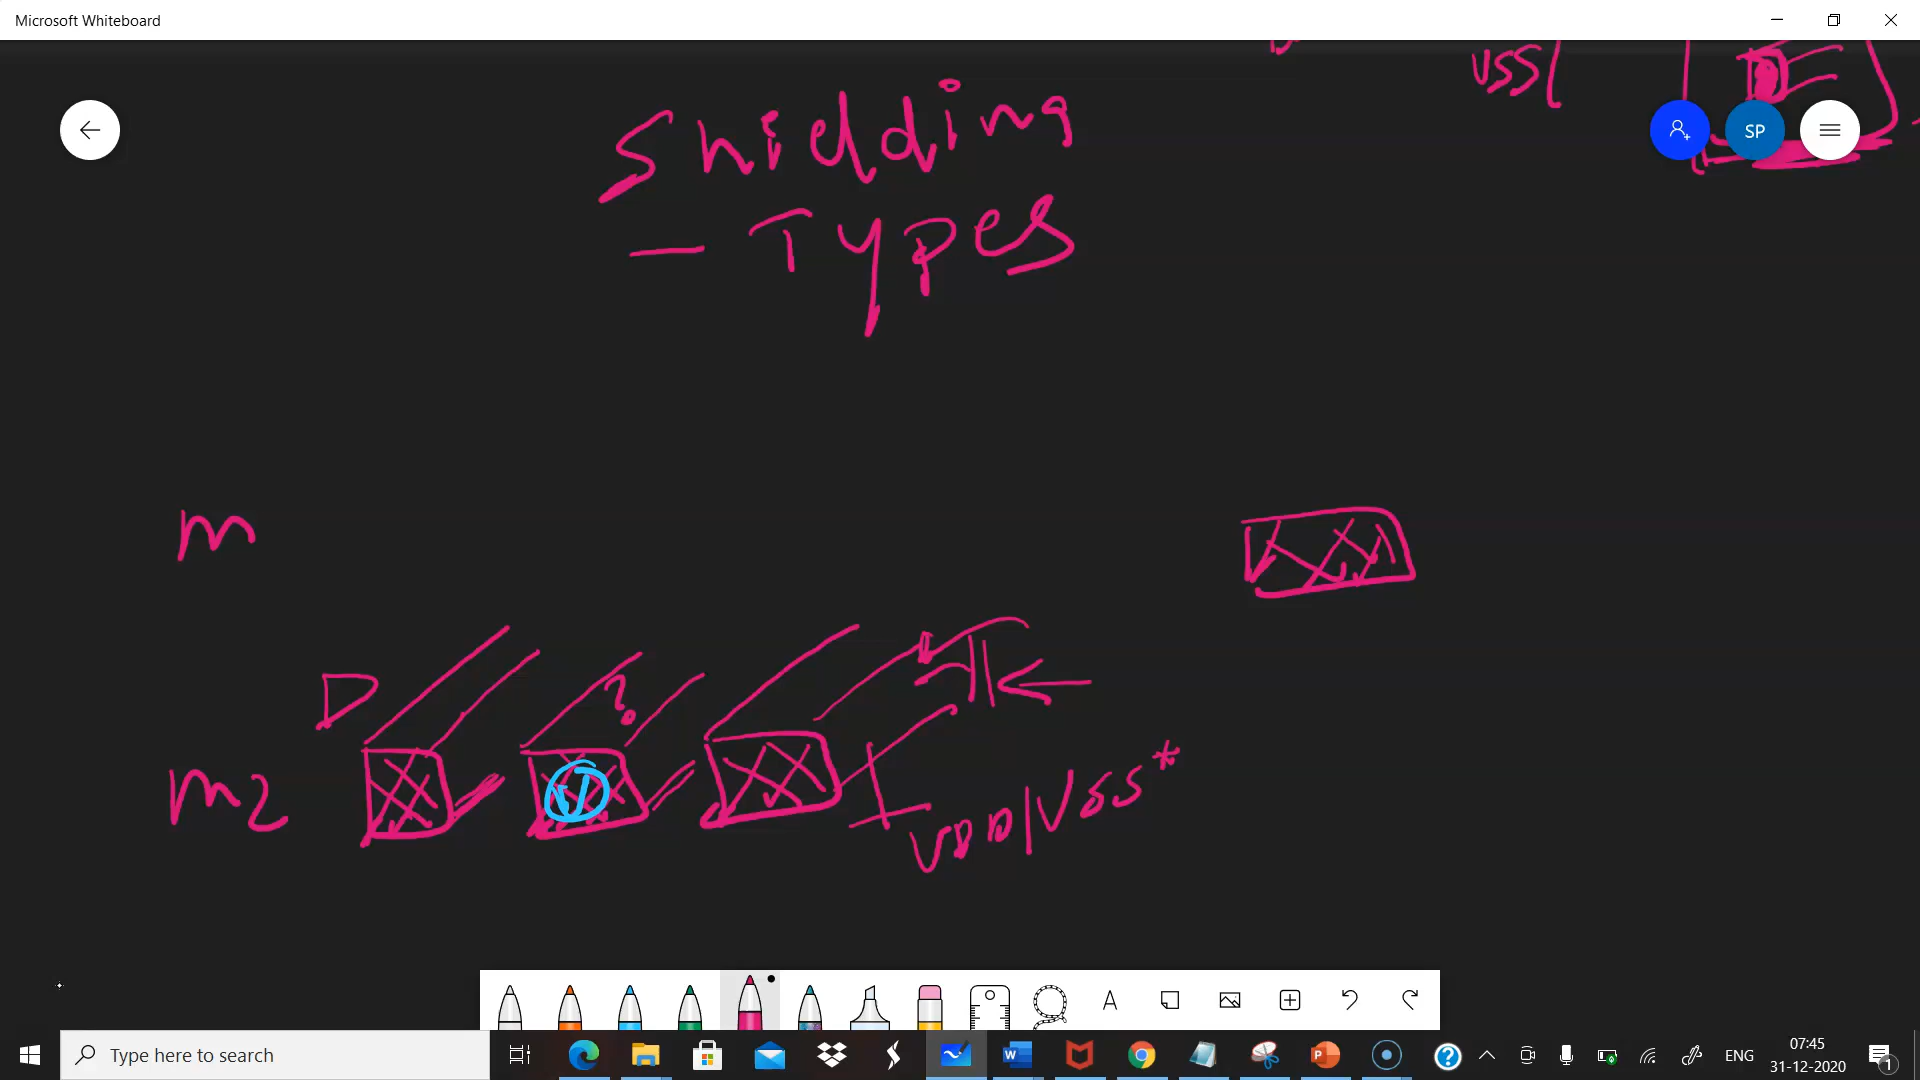 Microsoft Whiteboard
VSS
SP
Shielding
- Types
m
D
?
m2
V
VDD/VSS*
A
Type here to search
ENG
07:45
31-12-2020
1